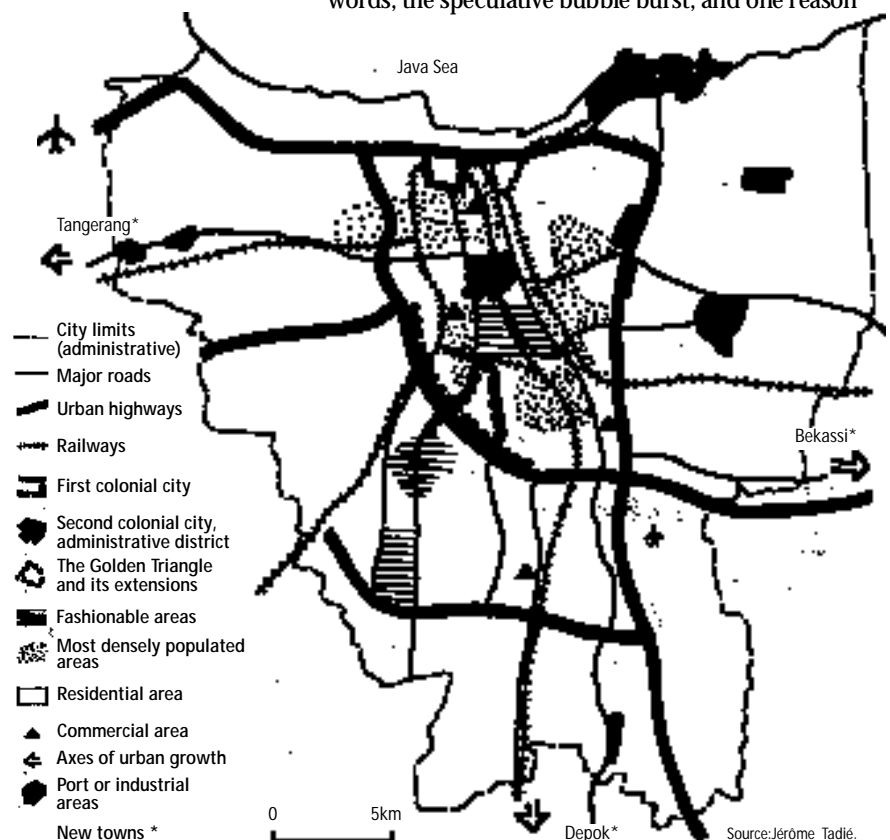 words, the speculative bubble burst, and one reason
Java Sea
Tangerang*
City limits
(administrative)
Major roads
Urban highways
Railways
Bekassi*
First colonial city
Second colonial city,
administrative district
The Golden Triangle
and its extensions
Fashionable areas
Most densely populated
areas
Residential area
Commercial area
Axes of urban growth
Port or industrial
areas
New towns *
0 5km
Depok*
Source:Jérôme Tadié.